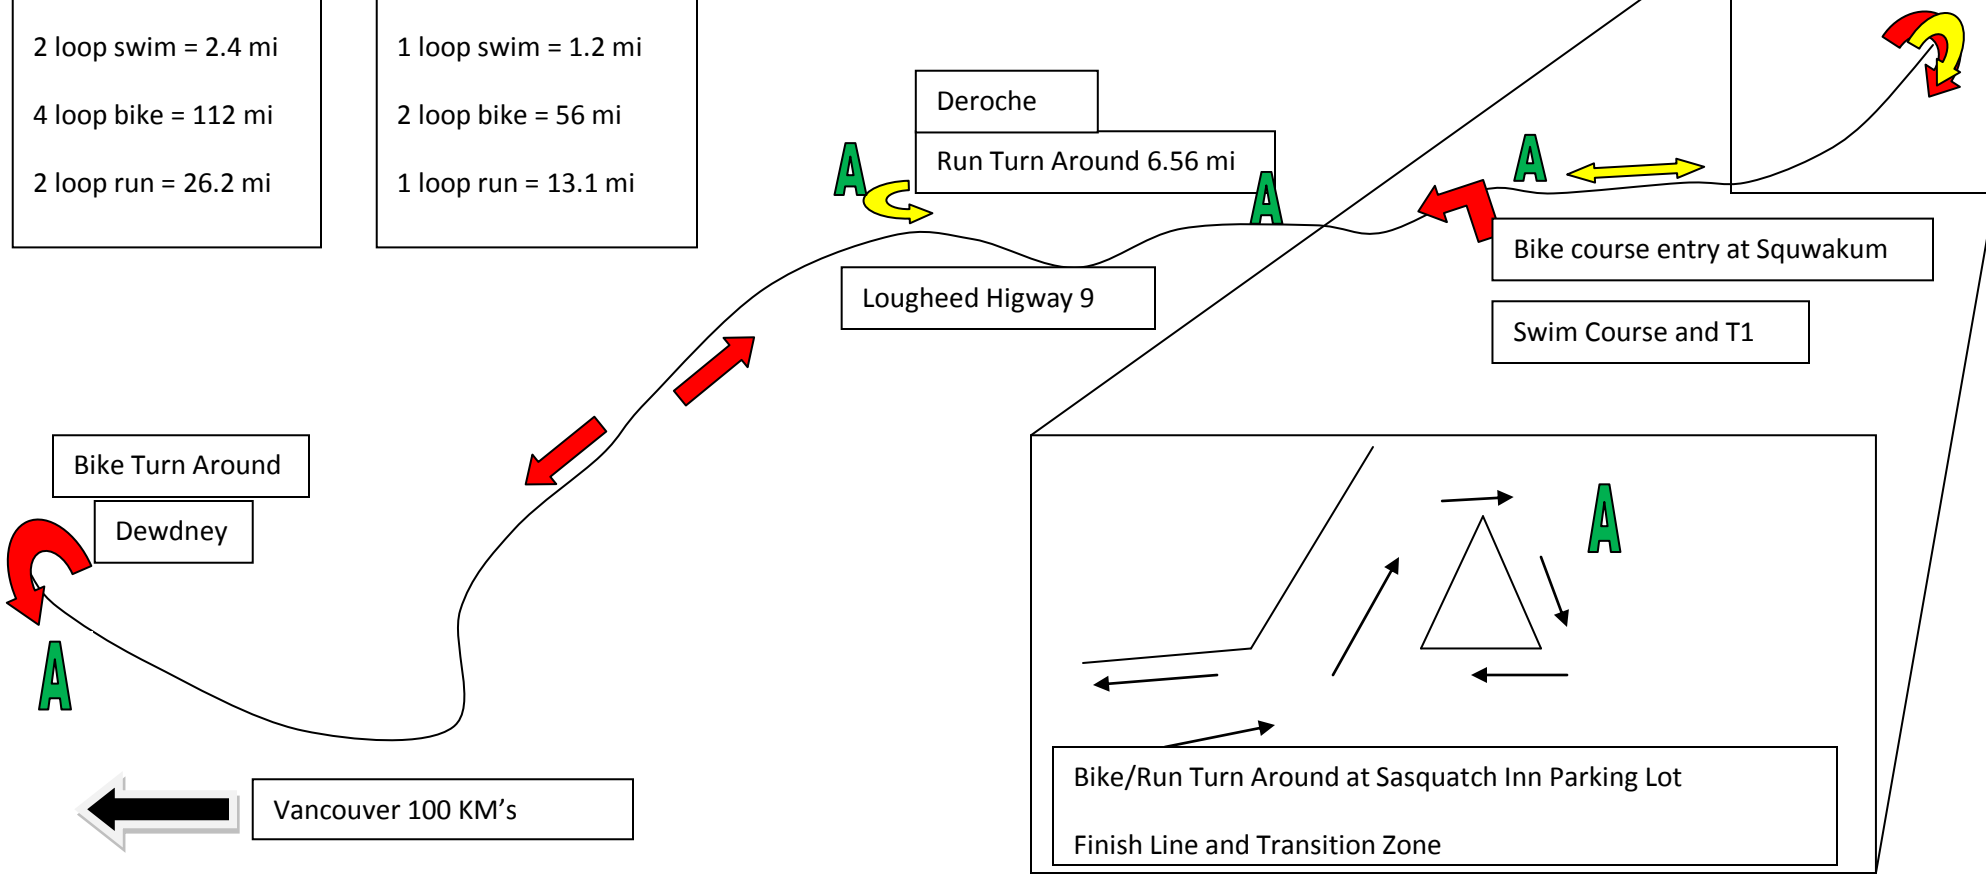 2 loop swim = 2.4 mi
4 loop bike = 112 mi
2 loop run = 26.2 mi
1 loop swim = 1.2 mi
2 loop bike = 56 mi
1 loop run = 13.1 mi
Deroche
Run Turn Around 6.56 mi
A
A
A
Bike course entry at Squwakum
Lougheed Higway 9
Swim Course and T1
Bike Turn Around
Dewdney
A
A
Vancouver 100 KM’s
Bike/Run Turn Around at Sasquatch Inn Parking Lot
Finish Line and Transition Zone